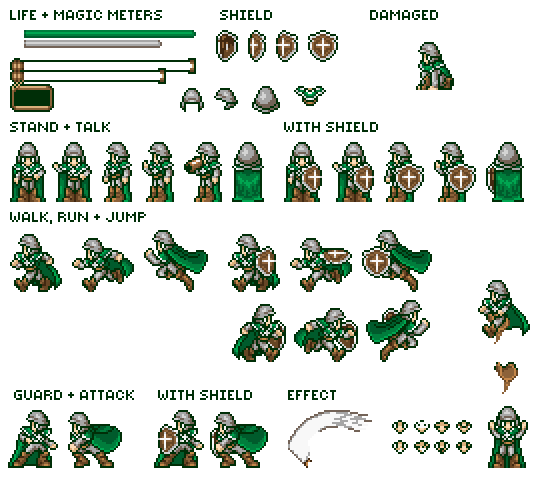 LIFE + MAGIC METERS
SHIELD
DAMAGED
STAND + TALK
WITH SHIELD
WALK, RUN + JUMP
GUARD + ATTACK
WITH SHIELD
EFFECT